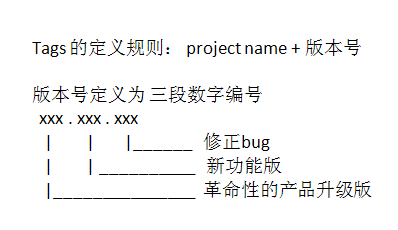 Tags 的定义规则： project name + 版本号
版本号定义为 三段数字编号
xxx . xxx . xxx
|      |      |______ 修正bug
|      | __________ 新功能版
|_______________ 革命性的产品升级版